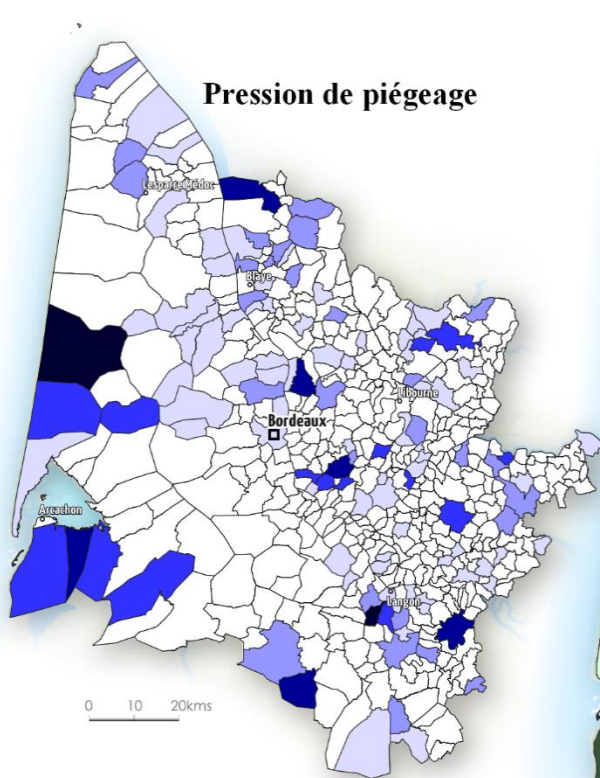 Pression de piégeage
Lesparre-Médoc
Blaye
Libourne
Bordeaux
Arcachon
Langon
0 10 20kms